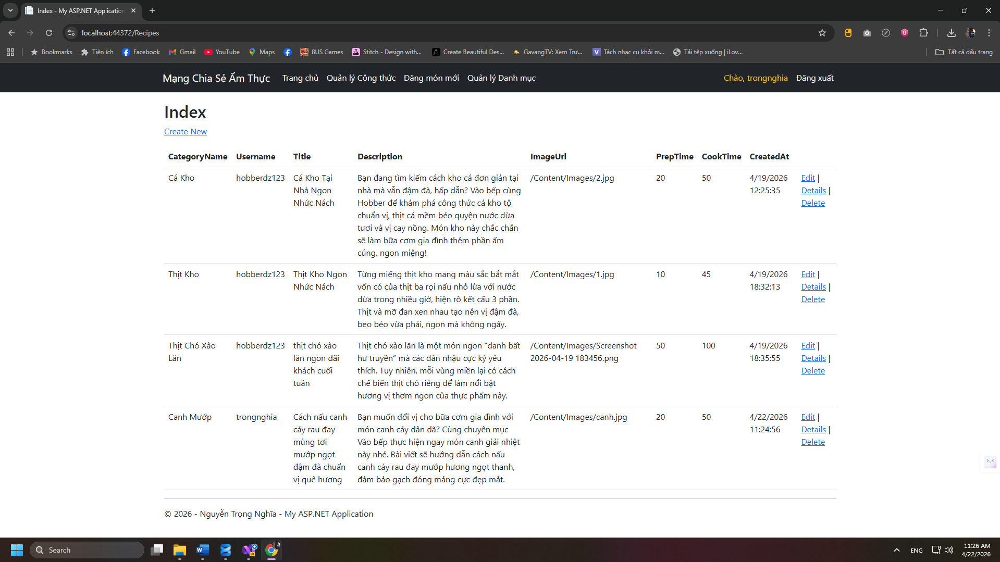 Index - My ASP.NET Application
localhost:44372/Recipes
Bookmarks Tiện ích Facebook Gmail YouTube Maps 8US Games Stitch - Design with... Create Beautiful Des... GavangTV: Xem Trự... Tách nhạc cụ khỏi m... Tải tệp xuống | iLov... Tất cả dấu trang
Mạng Chia Sẻ Ẩm Thực Trang chủ Quản lý Công thức Đăng món mới Quản lý Danh mục Chào, trongnghia Đăng xuất
Index
Create New
CategoryName Username Title Description ImageUrl PrepTime CookTime CreatedAt
Cá Kho hobberdz123 Cá Kho Tại Bạn đang tìm kiếm cách kho cá đơn giản tại /Content/Images/2.jpg 20 50 4/19/2026 Edit |
Nhà Ngon nhà mà vẫn đậm đà, hấp dẫn? Vào bếp cùng 12:25:35 Details |
Nhức Nách Hobber để khám phá công thức cá kho tộ Delete
chuẩn vị, thịt cá mềm béo quyện nước dừa
tươi và vị cay nồng. Món kho này chắc chắn
sẽ làm bữa cơm gia đình thêm phần ấm
cúng, ngon miệng!
Thịt Kho hobberdz123 Thịt Kho Ngon Từng miếng thịt kho mang màu sắc bắt mắt /Content/Images/1.jpg 10 45 4/19/2026 Edit |
Nhức Nách vốn có của thịt ba rọi nấu nhỏ lửa với nước 18:32:13 Details |
dừa trong nhiều giờ, hiện rõ kết cấu 3 phần. Delete
Thịt và mỡ đan xen nhau tạo nên vị đậm đà,
beo béo vừa phải, ngon mà không ngấy.
Thịt Chó Xào hobberdz123 thịt chó xào Thịt chó xào lăn là một món ngon “danh bất /Content/Images/Screenshot 50 100 4/19/2026 Edit |
Lăn lăn ngon đãi hư truyền” mà các dân nhậu cực kỳ yêu 2026-04-19 183456.png 18:35:55 Details |
khách cuối thích. Tuy nhiên, mỗi vùng miền lại có cách Delete
tuần chế biến thịt chó riêng để làm nổi bật
hương vị thơm ngon của thực phẩm này.
Canh Mướp trongnghia Cách nấu canh Bạn muốn đổi vị cho bữa cơm gia đình với /Content/Images/canh.jpg 20 50 4/22/2026 Edit |
cáy rau đay món canh cáy dân dã? Cùng chuyên mục 11:24:56 Details |
mùng tơi Vào bếp thực hiện ngay món canh giải nhiệt Delete
mướp ngọt này nhé. Bài viết sẽ hướng dẫn cách nấu
đậm đà chuẩn canh cáy rau đay mướp hương ngọt thanh,
vị quê hương đảm bảo gạch đóng mảng cực đẹp mắt.
© 2026 - Nguyễn Trọng Nghĩa - My ASP.NET Application
Search ENG 11:26 AM
4/22/2026